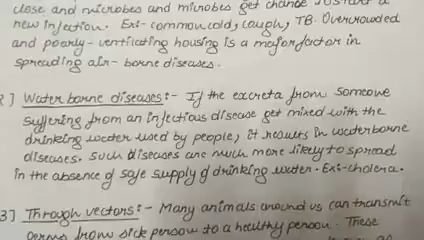 close and microbes and microbes get chance
new infection. Ex:- common cold, cough, TB. Overcrowded
and poorly-ventilating housing is a major factor in
spreading air-borne diseases.
2] Water borne diseases:- If the excreta from someone
suffering from an infectious disease get mixed with the
drinking water used by people, it results in waterborne
diseases. Such diseases are much more likely to spread
in the absence of safe supply of drinking water. Ex:- cholera.
3] Through vectors:- Many animals around us can transmit
germs from sick person to a healthy person. These